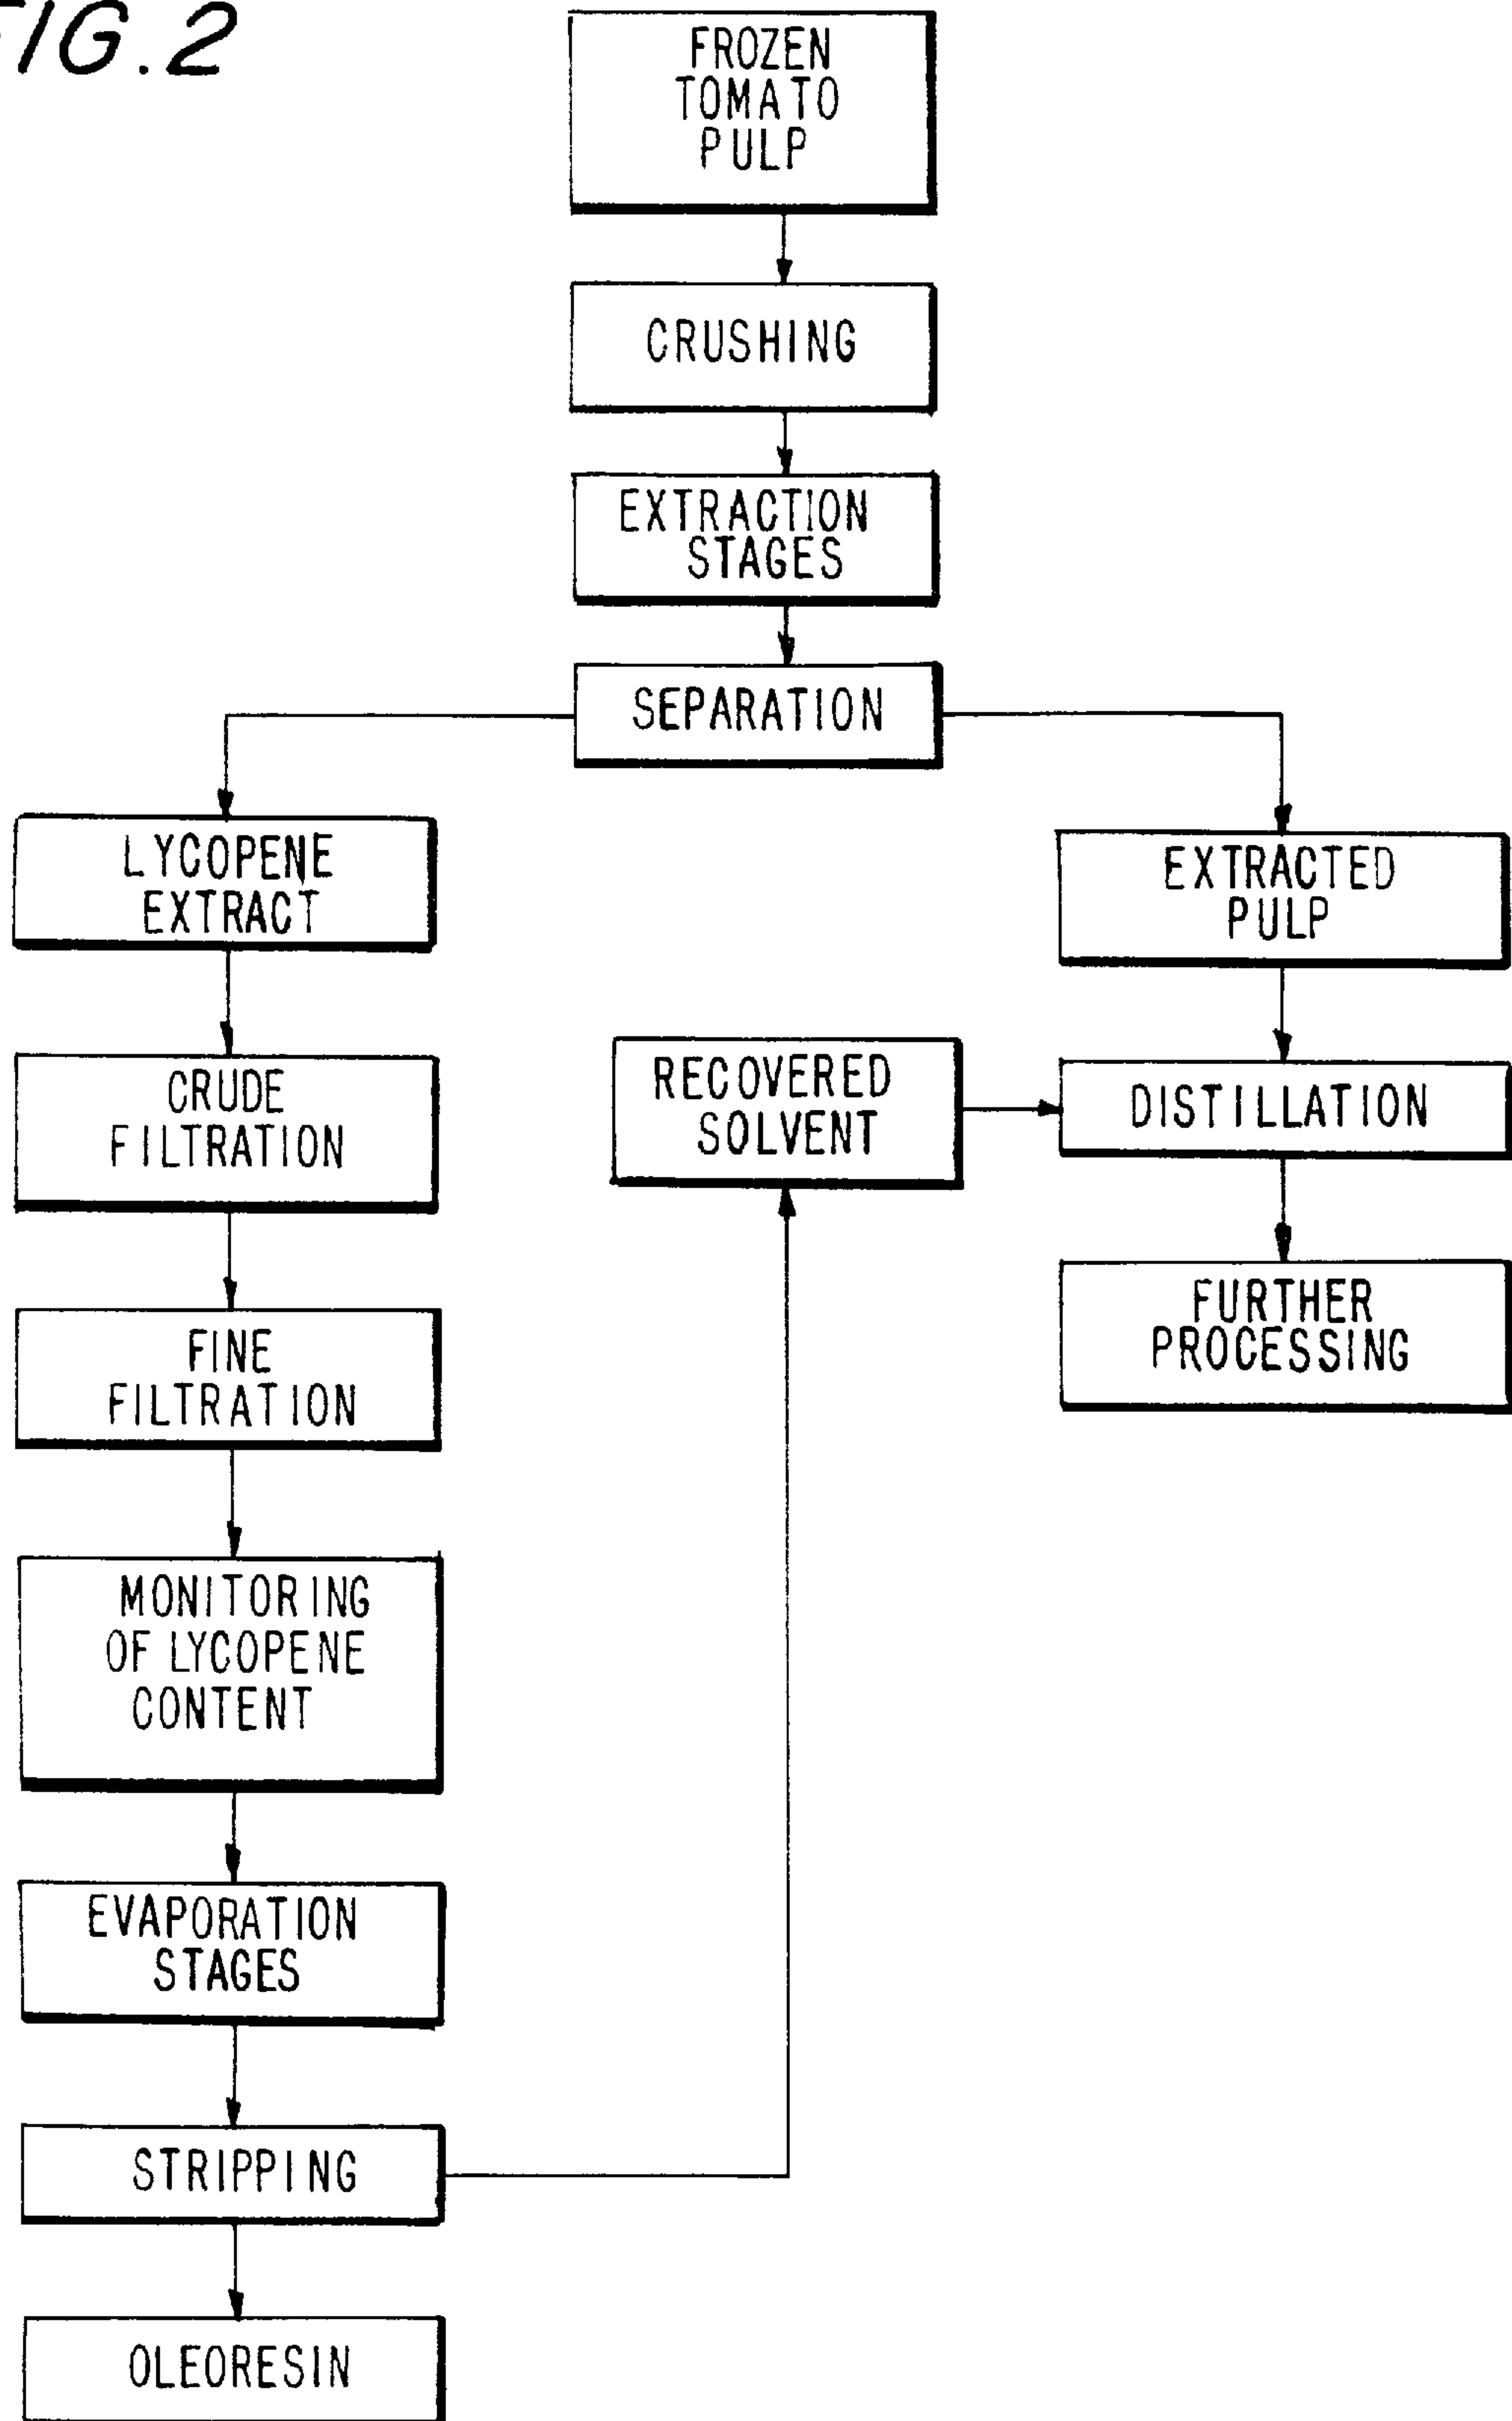 FIG.2
FROZEN
TOMATO
PULP
CRUSHING
EXTRACTION
STAGES
SEPARATION
LYCOPENE
EXTRACT
EXTRACTED
PULP
CRUDE
FILTRATION
RECOVERED
SOLVENT
DISTILLATION
FINE
FILTRATION
FURTHER
PROCESSING
MONITORING
OF LYCOPENE
CONTENT
EVAPORATION
STAGES
STRIPPING
OLEORESIN